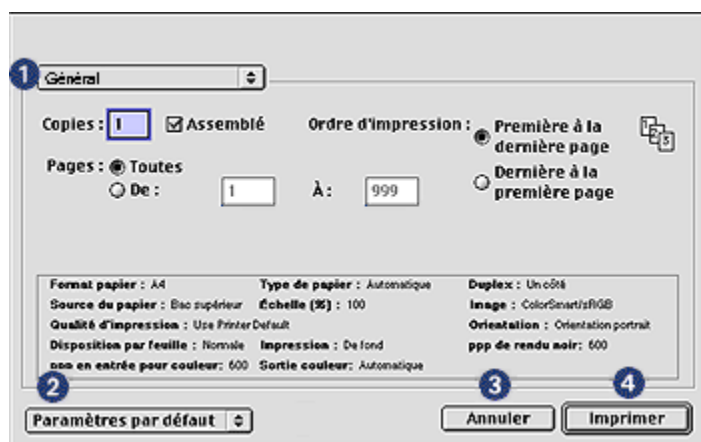 1 Général
Copies : 1 Assemblé Ordre d'impression : Première à la dernière page
1 2 3
Pages : Toutes
Dernière à la première page
De : 1 À : 999
Format papier : A4 Type de papier : Automatique Duplex : Un côté
Source du papier : Bac supérieur Échelle (%) : 100 Image : ColorSmart/sRGB
Qualité d'impression : Use Printer Default Orientation : Orientation portrait
Disposition par feuille : Normale Impression : De fond ppp de rendu noir: 600
ppp en entrée pour couleur: 600 Sortie couleur: Automatique
2 3 4
Paramètres par défaut Annuler Imprimer